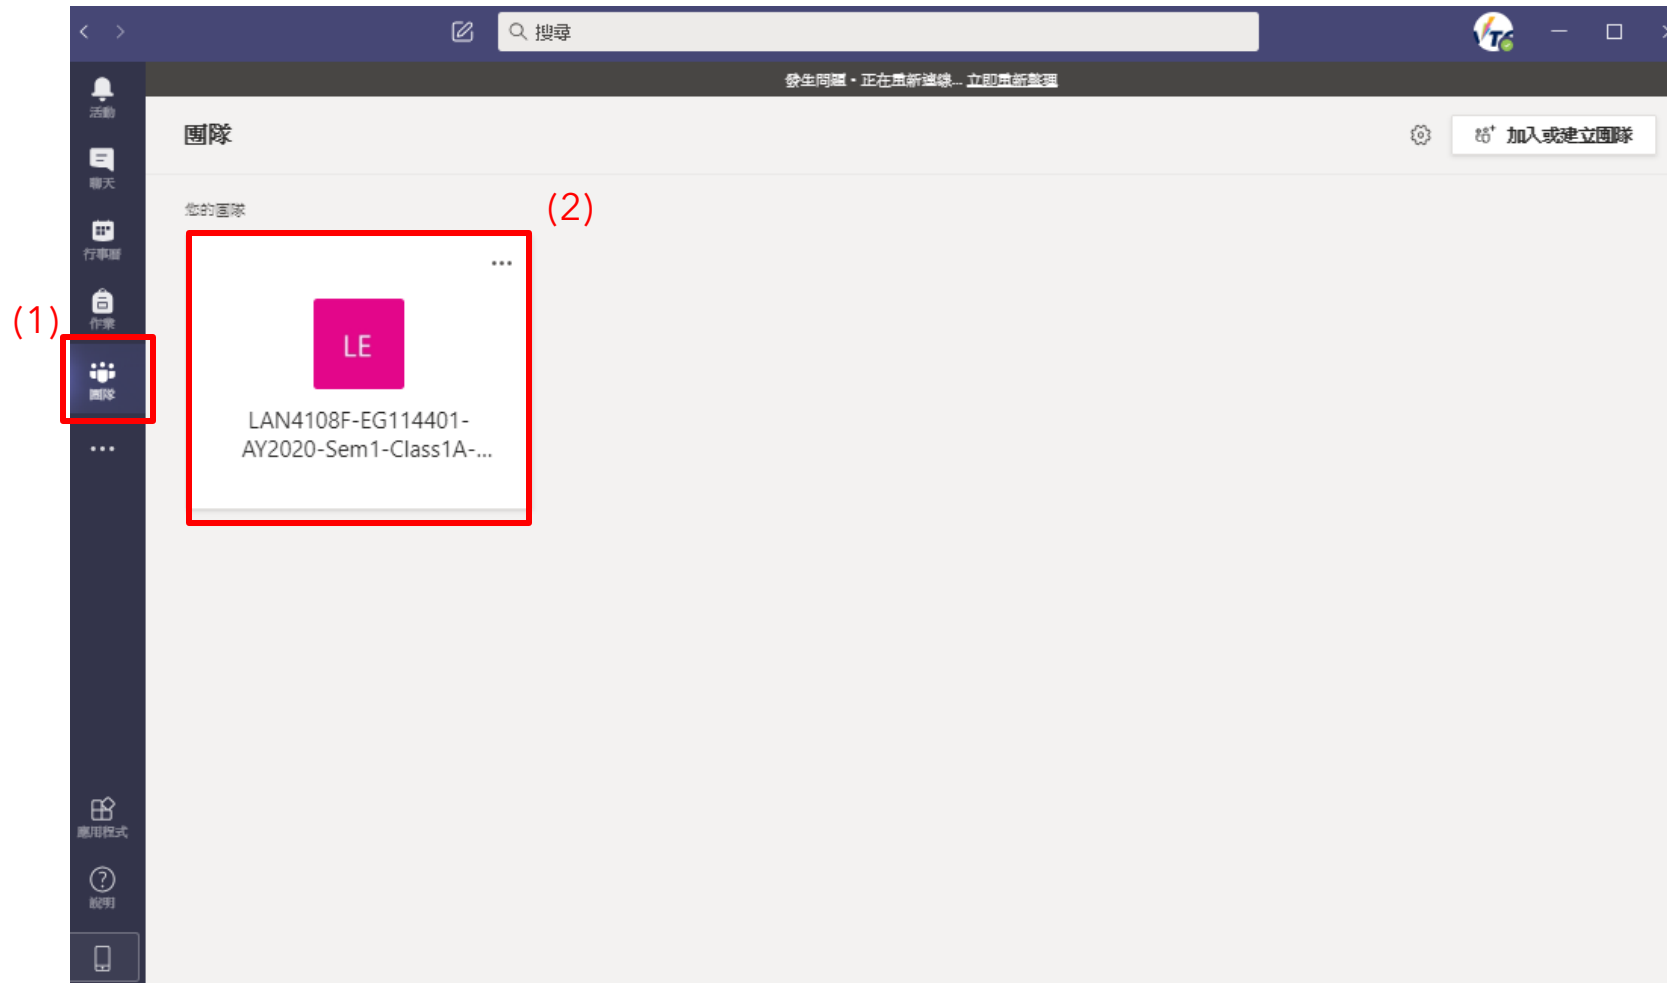 搜尋
發生問題。正在重新連線... 立即重新整理
活動
聊天
行事曆
作業
團隊
應用程式
說明
團隊
加入或建立團隊
您的團隊
(1)
(2)
LE
LAN4108F-EG114401-
AY2020-Sem1-Class1A-...